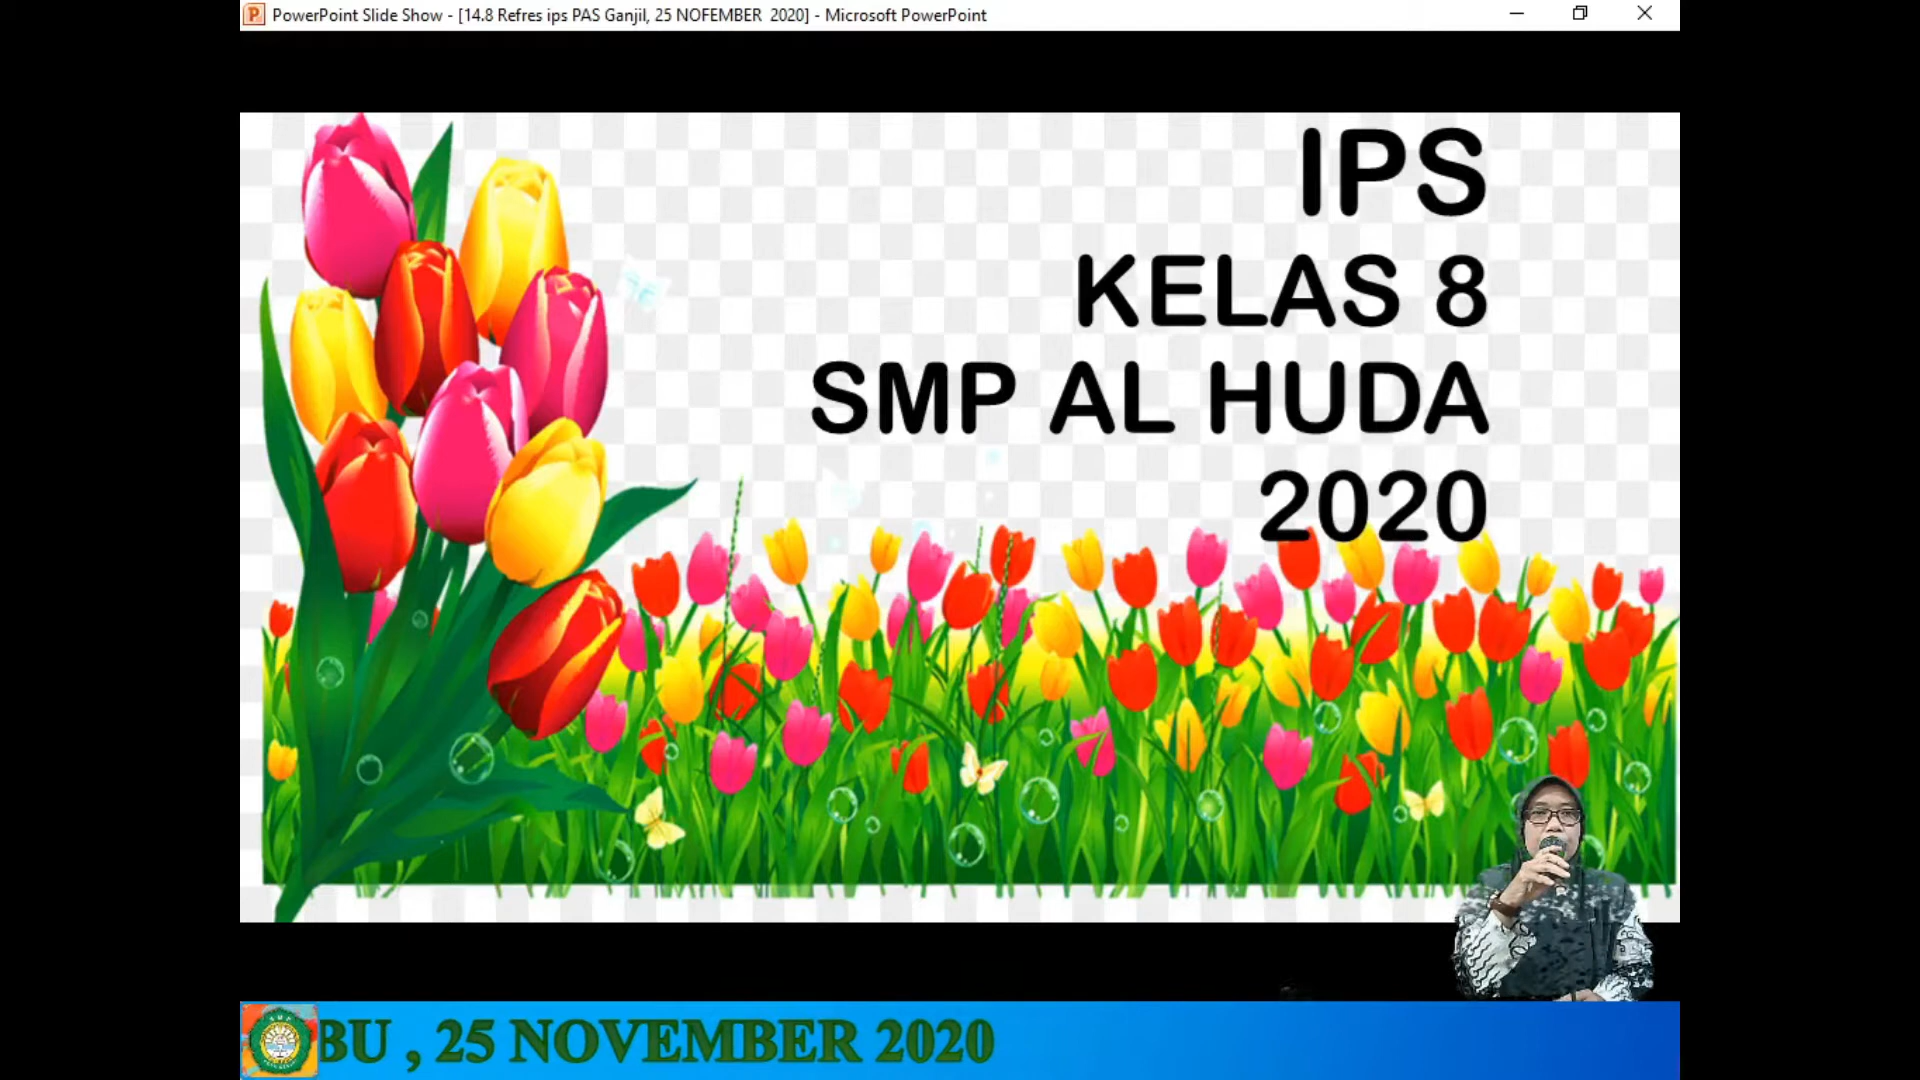 PowerPoint Slide Show - [14.8 Refres ips PAS Ganjil, 25 NOFEMBER  2020] - Microsoft PowerPoint
IPS
KELAS 8
SMP AL HUDA
2020
BU , 25 NOVEMBER 2020